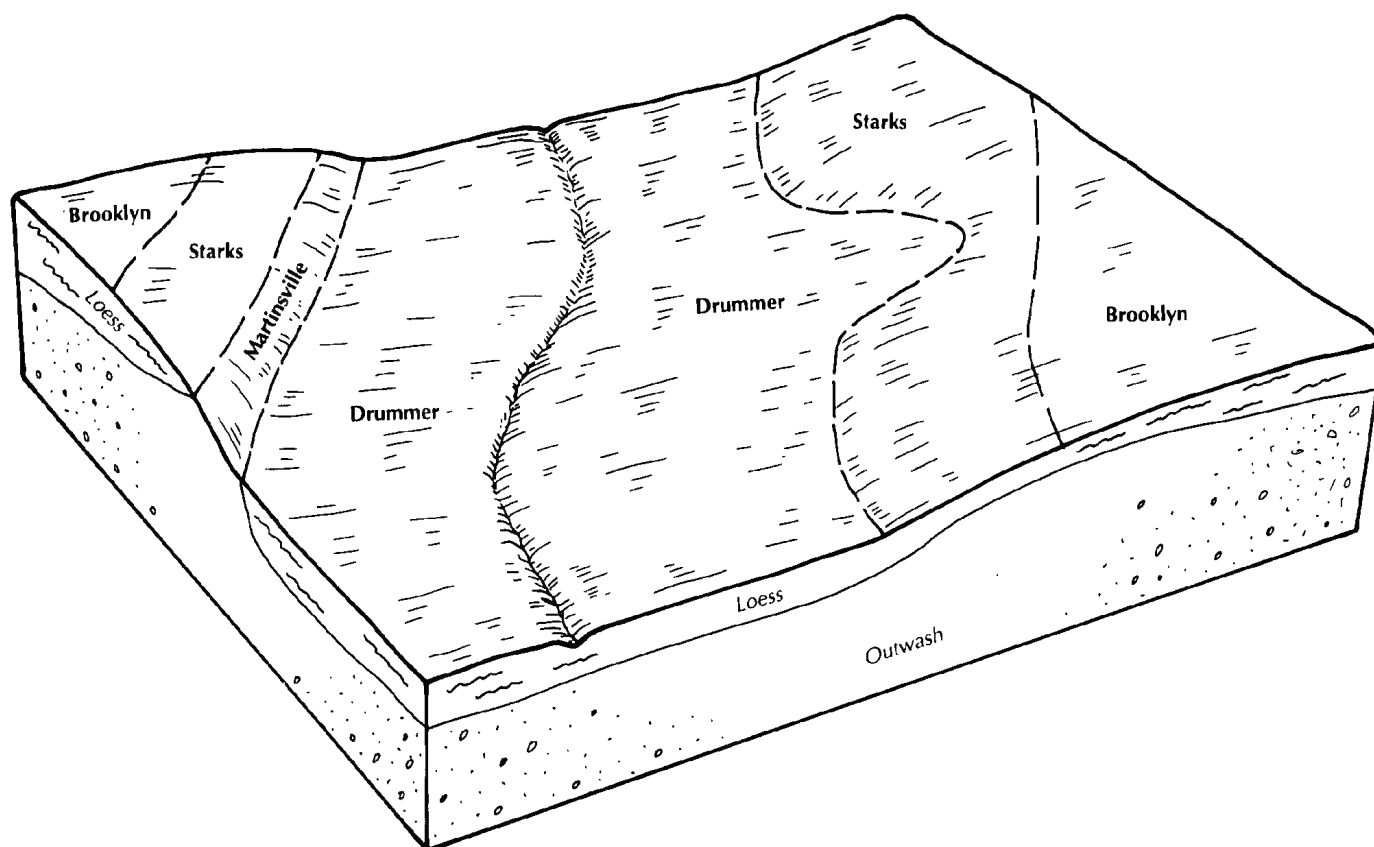 Starks
Brooklyn
Starks
Martinsville
Drummer
Brooklyn
Loess
Drummer
Loess
Outwash